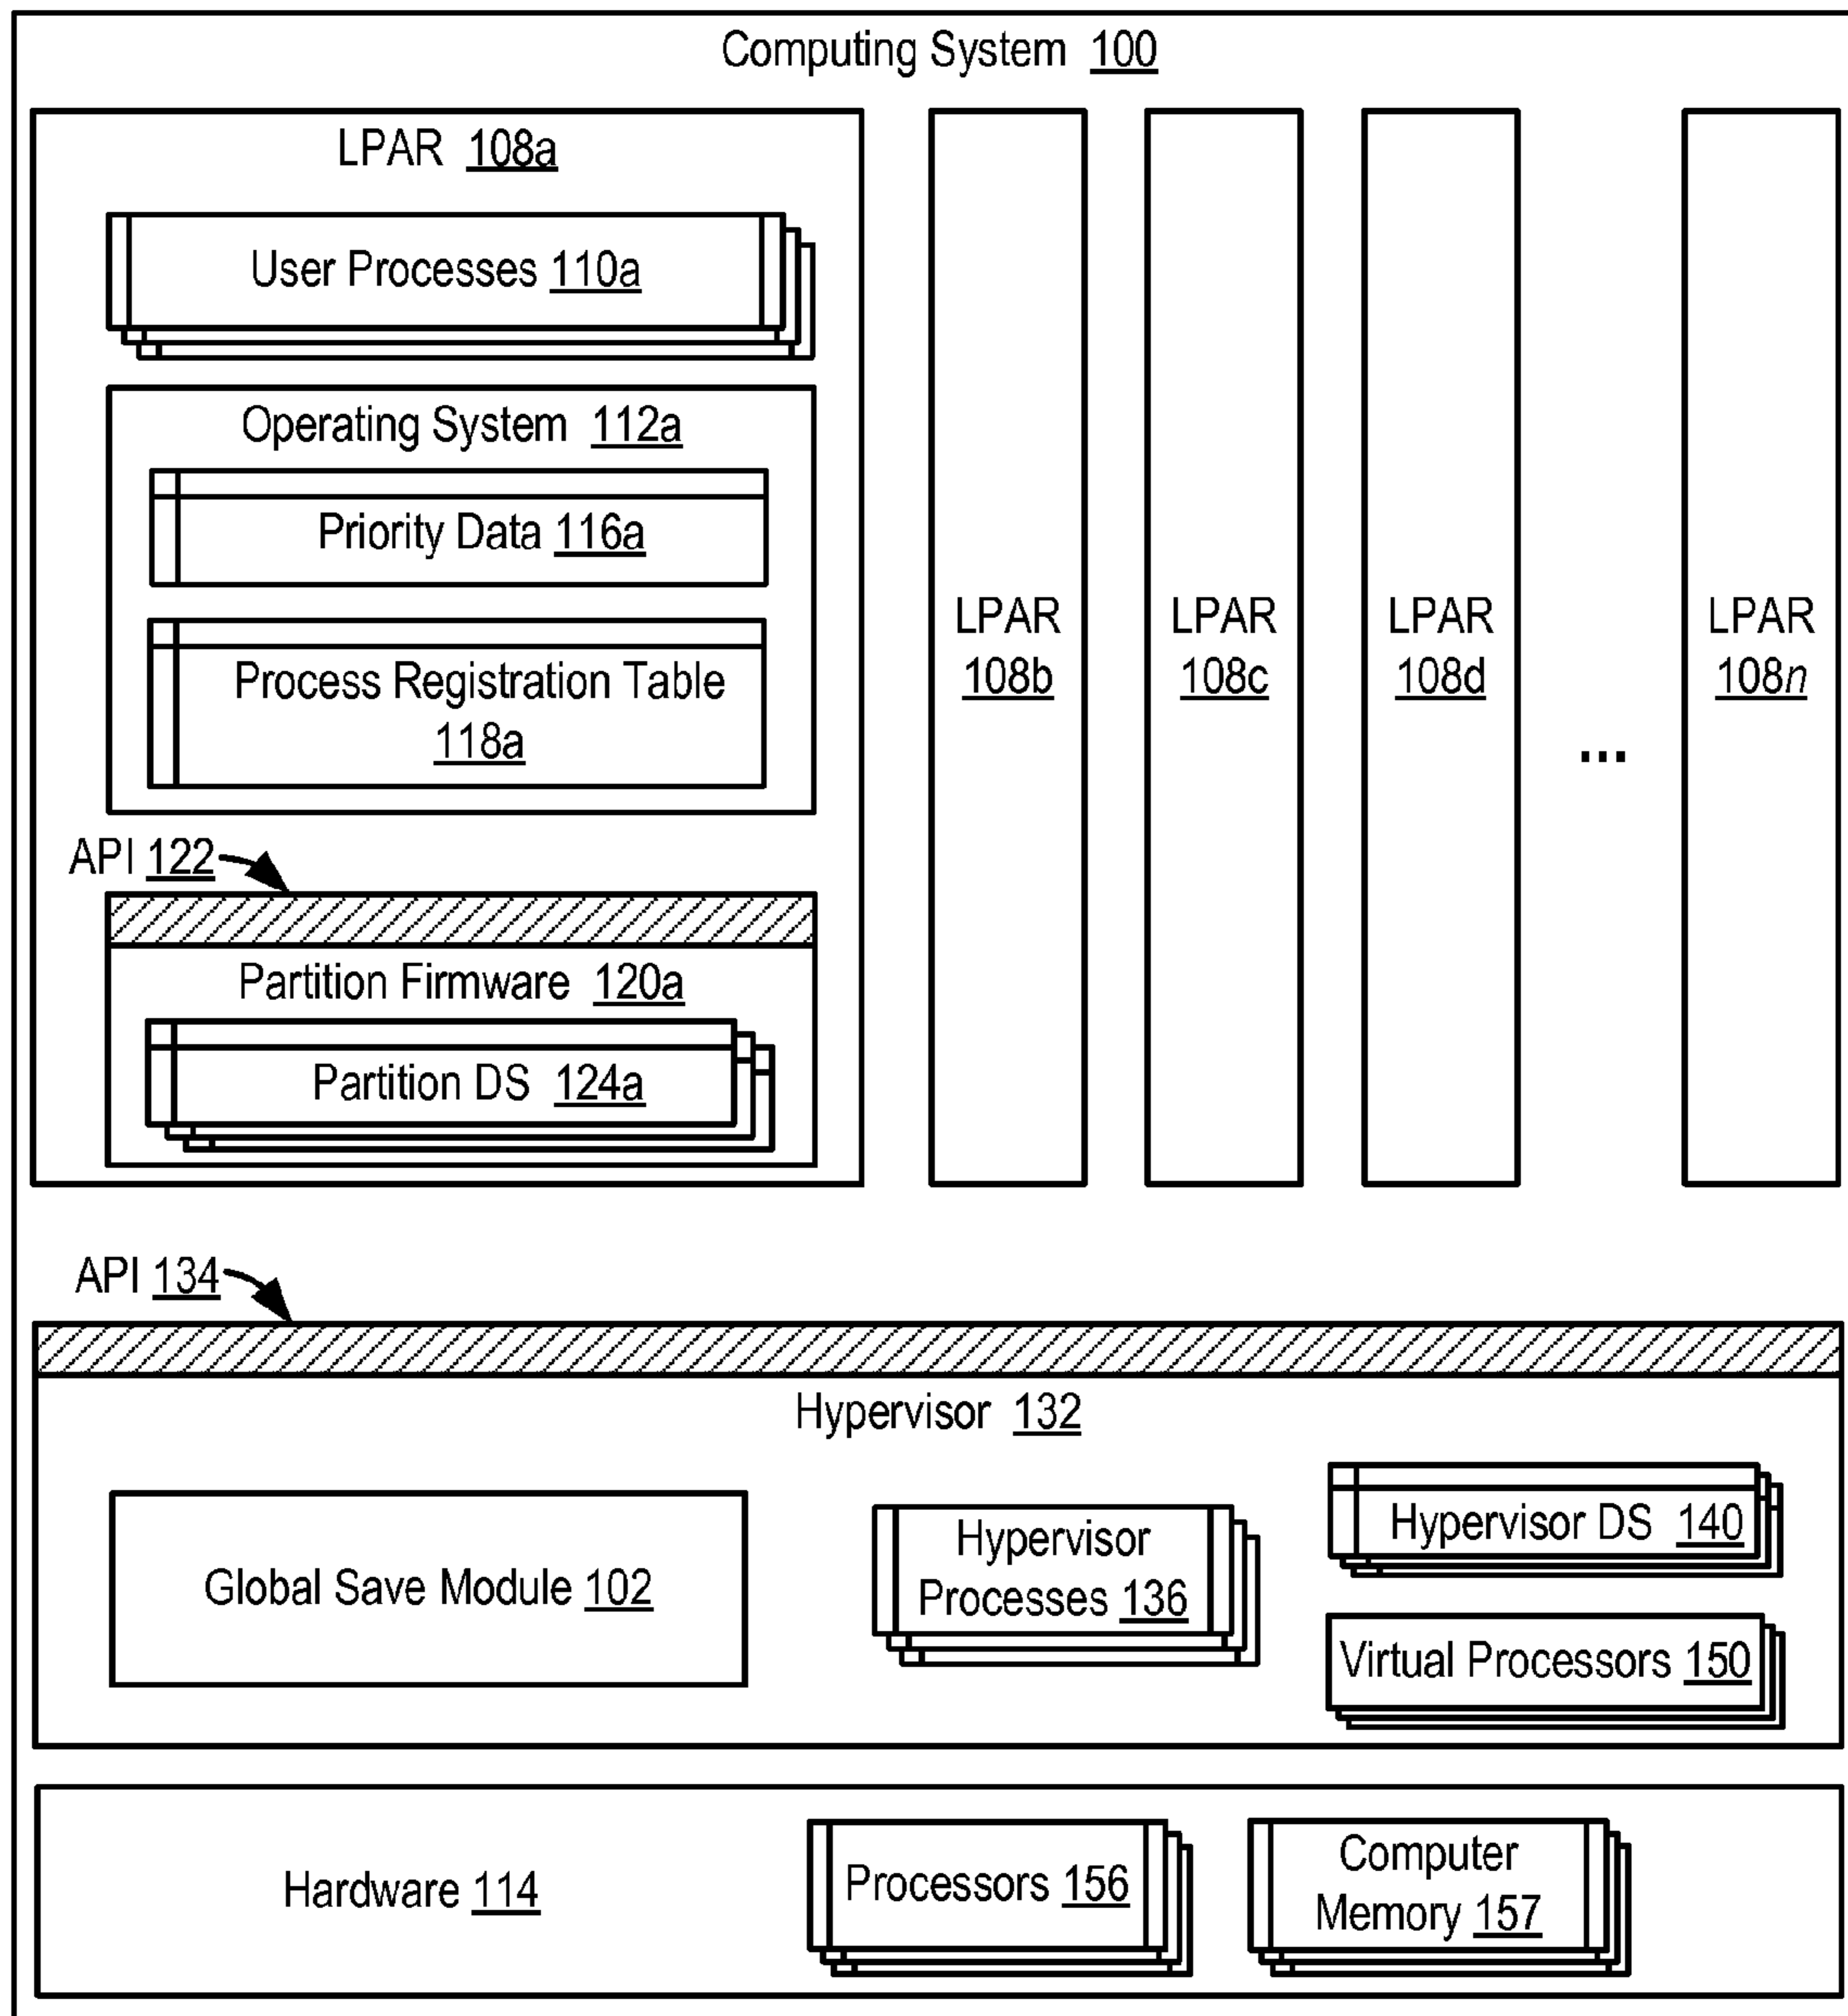 Computing System 100
LPAR 108a
User Processes 110a
Operating System 112a
Priority Data 116a
Process Registration Table
118a
API 122
Partition Firmware 120a
Partition DS 124a
LPAR
108b
LPAR
108c
LPAR
108d
...
LPAR
108n
API 134
Hypervisor 132
Global Save Module 102
Hypervisor
Processes 136
Hypervisor DS 140
Virtual Processors 150
Hardware 114
Processors 156
Computer
Memory 157